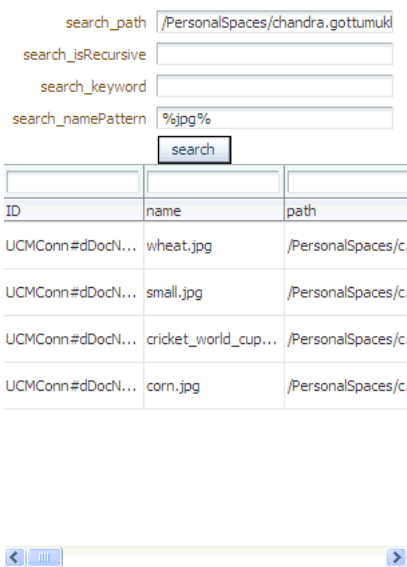 search_path /PersonalSpaces/chandra.gottumukl
search_isRecursive
search_keyword
search_namePattern %jpg%
search
ID name path
UCMConn#dDocN... wheat.jpg /PersonalSpaces/c.
UCMConn#dDocN... small.jpg /PersonalSpaces/c.
UCMConn#dDocN... cricket_world_cup... /PersonalSpaces/c.
UCMConn#dDocN... corn.jpg /PersonalSpaces/c.